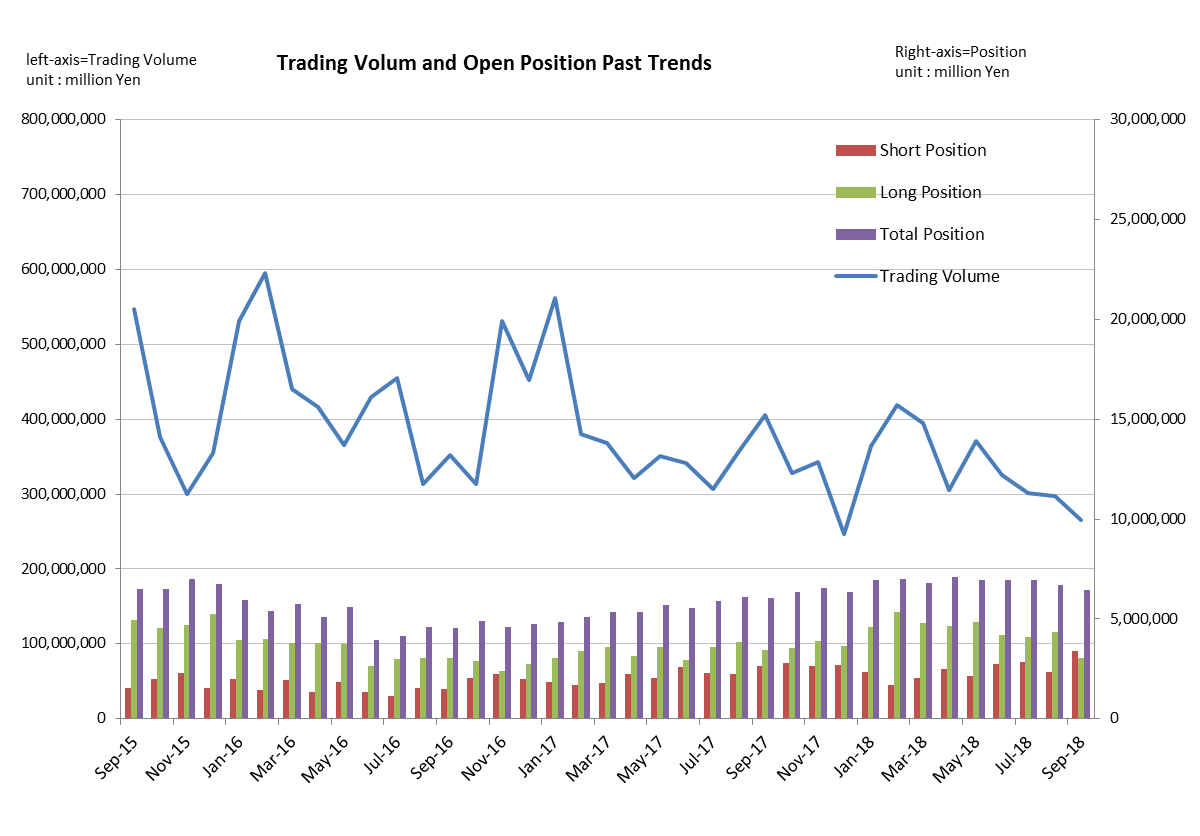 left-axis=Trading Volume
unit : million Yen
Trading Volum and Open Position Past Trends
Right-axis=Position
unit : million Yen
800,000,000
700,000,000
600,000,000
500,000,000
400,000,000
300,000,000
200,000,000
100,000,000
0
30,000,000
25,000,000
20,000,000
15,000,000
10,000,000
5,000,000
0
Short Position
Long Position
Total Position
Trading Volume
Sep-15
Nov-15
Jan-16
Mar-16
May-16
Jul-16
Sep-16
Nov-16
Jan-17
Mar-17
May-17
Jul-17
Sep-17
Nov-17
Jan-18
Mar-18
May-18
Jul-18
Sep-18